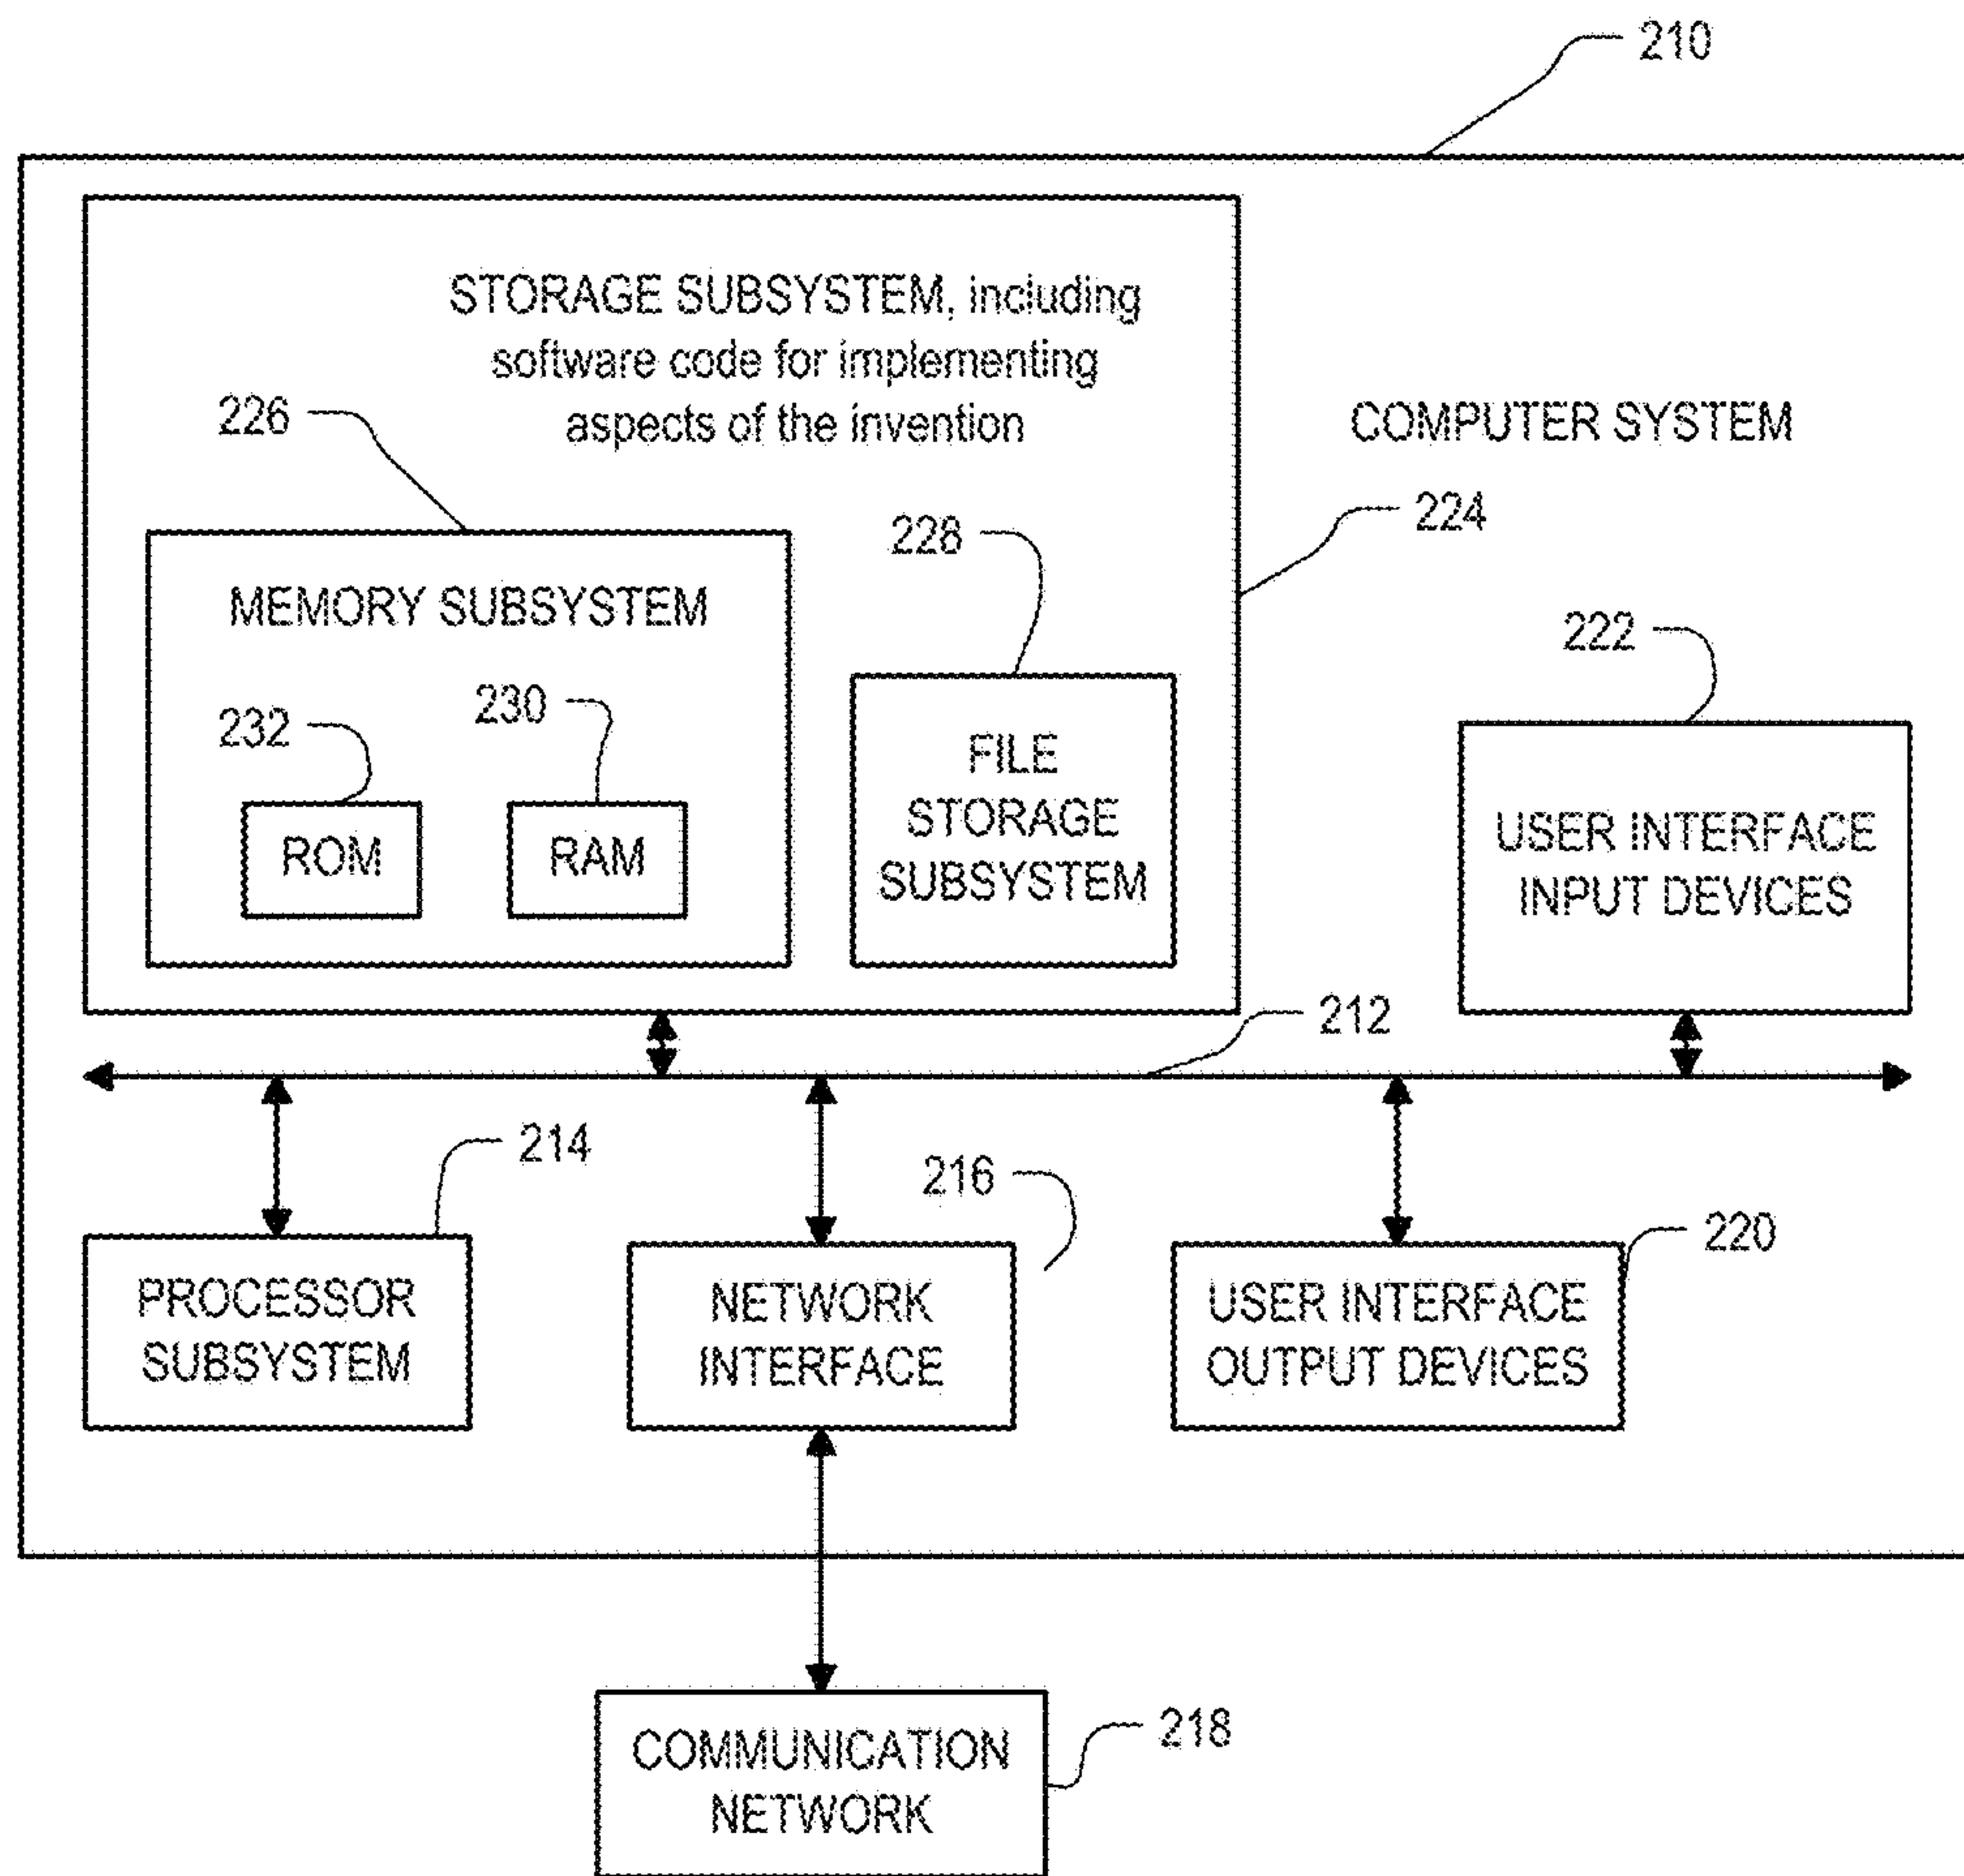 210
STORAGE SUBSYSTEM, including
software code for implementing
aspects of the invention
226
COMPUTER SYSTEM
224
228
MEMORY SUBSYSTEM
222
232
230
FILE
STORAGE
SUBSYSTEM
ROM
RAM
USER INTERFACE
INPUT DEVICES
212
214
216
220
PROCESSOR
SUBSYSTEM
NETWORK
INTERFACE
USER INTERFACE
OUTPUT DEVICES
COMMUNICATION
NETWORK
218